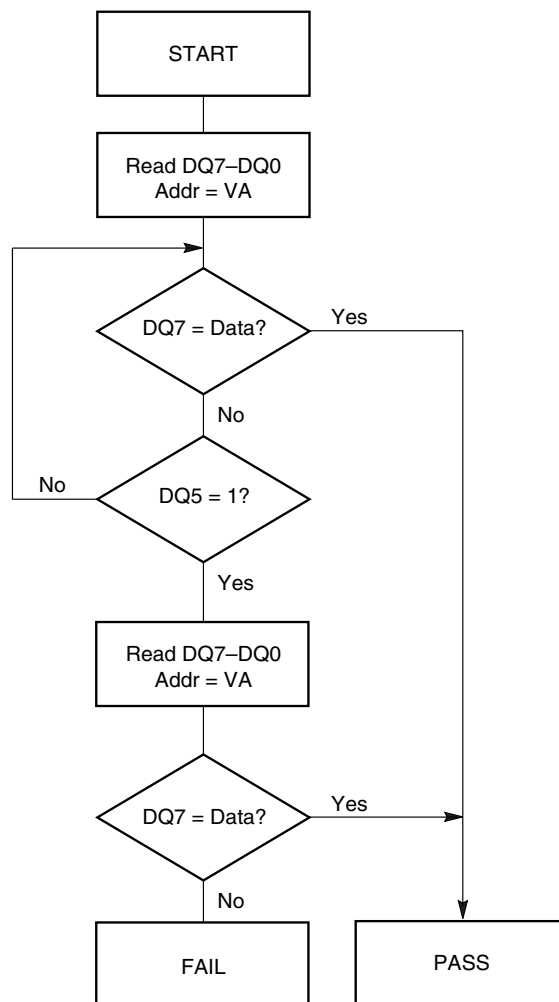 START
Read DQ7–DQ0
Addr = VA
DQ7 = Data?
Yes
No
No
DQ5 = 1?
Yes
Read DQ7–DQ0
Addr = VA
DQ7 = Data?
Yes
No
FAIL
PASS